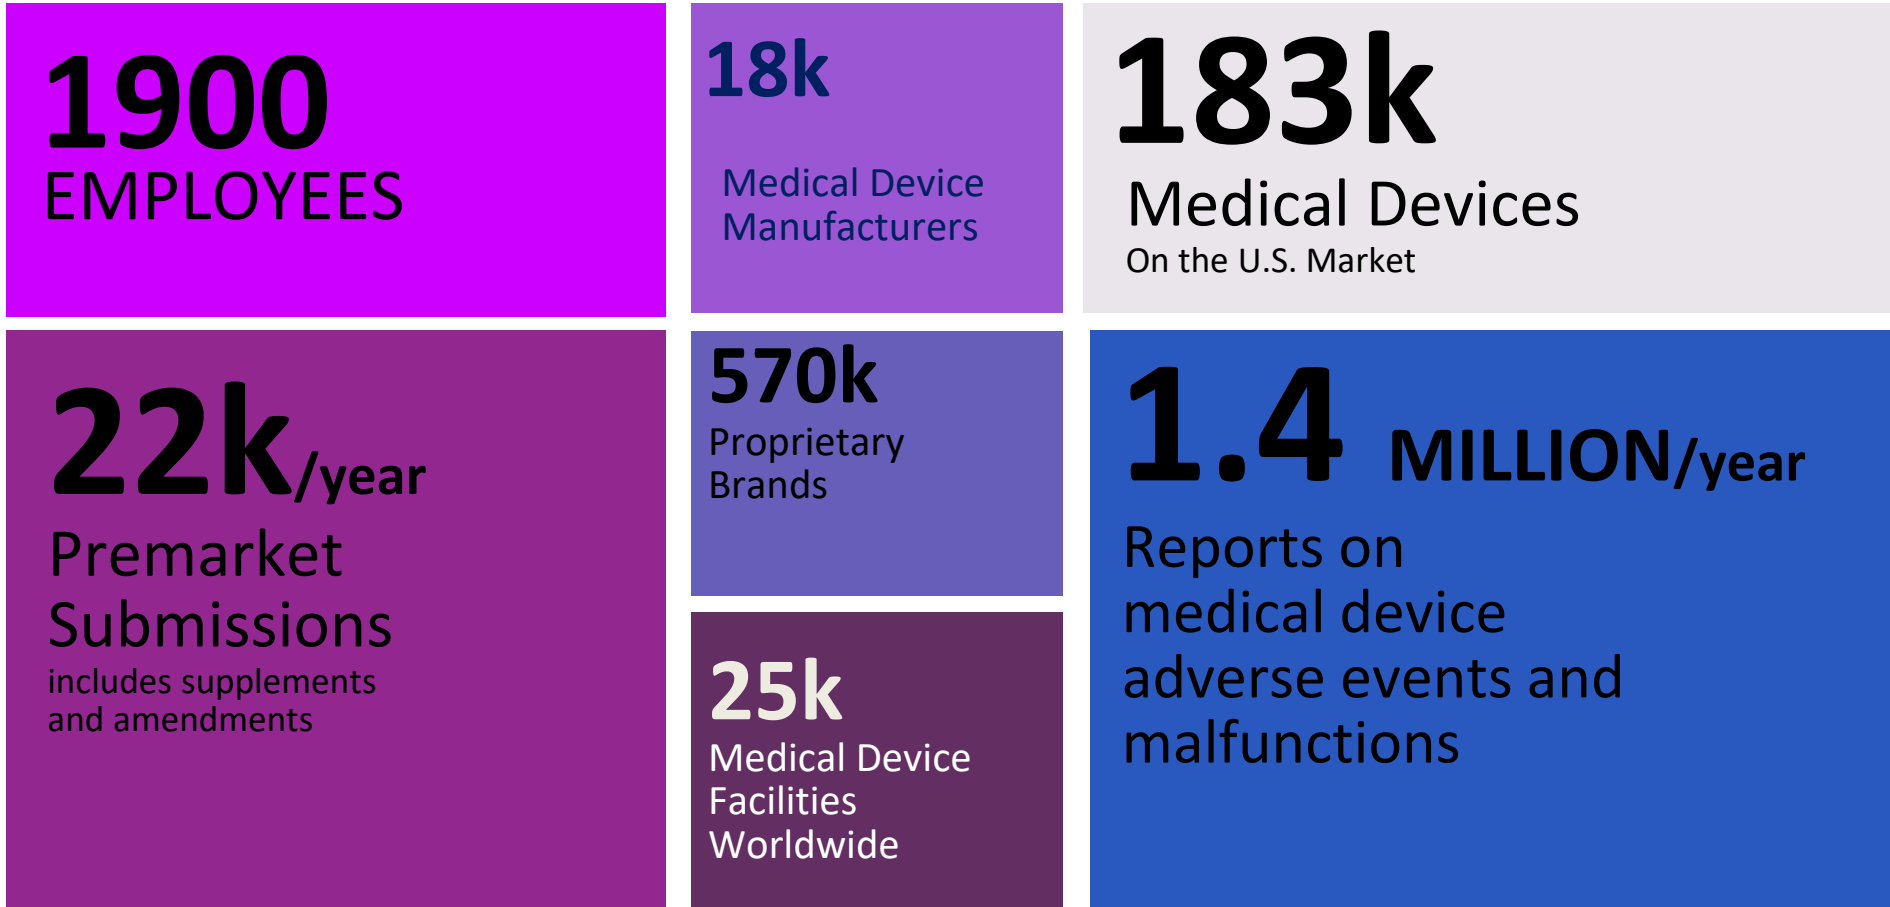 1900
EMPLOYEES
18k
Medical Device
Manufacturers
183k
Medical Devices
On the U.S. Market
22k/year
Premarket
Submissions
includes supplements
and amendments
570k
Proprietary
Brands
25k
Medical Device
Facilities
Worldwide
1.4 MILLION/year
Reports on
medical device
adverse events and
malfunctions